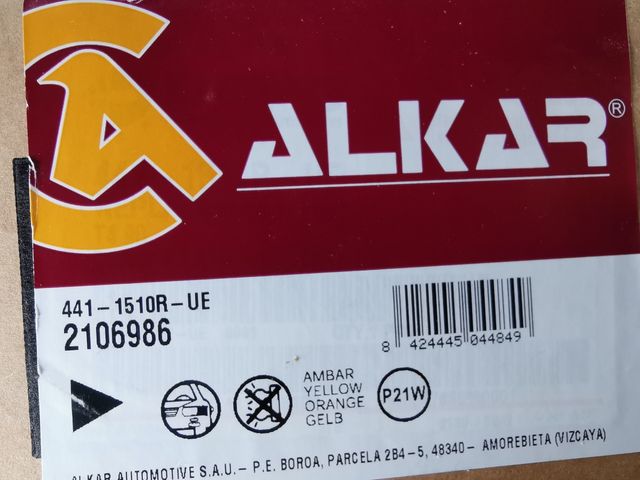 ALKAR®
441-1510R-UE
2106986
8 424445 044849
AMBAR
YELLOW
ORANGE
GELB
P21W
ALKAR AUTOMOTIVE S.A.U.- P.E. BOROA, PARCELA 2B4-5, 48340- AMOREBIETA (VIZCAYA)